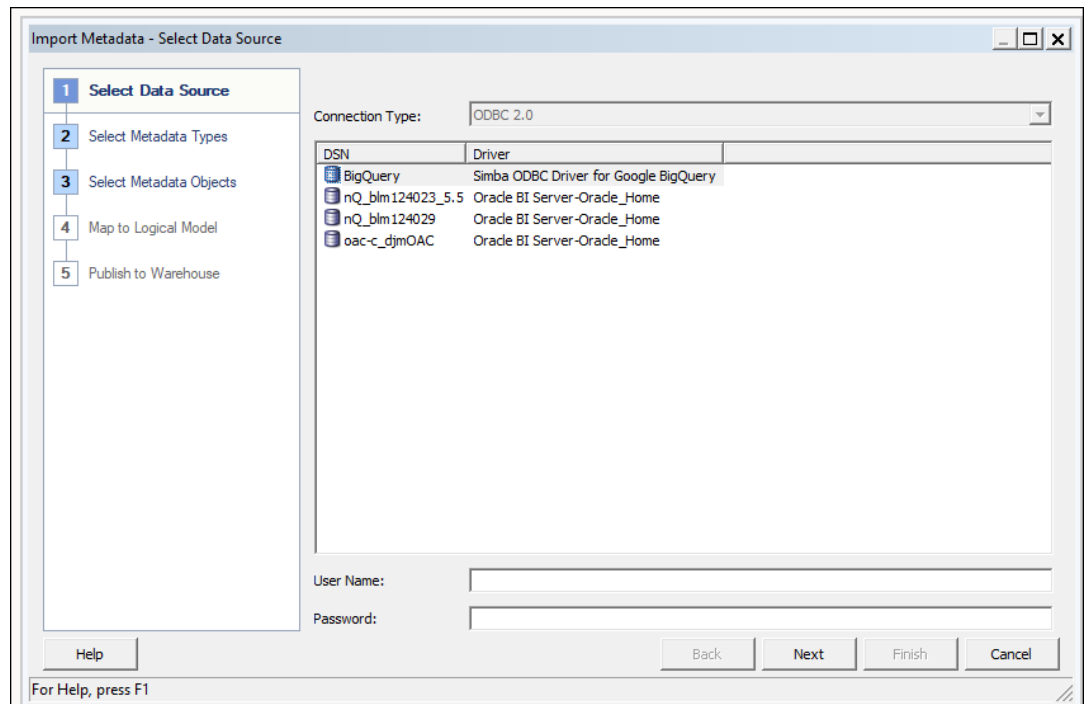 Import Metadata - Select Data Source
1 Select Data Source
2 Select Metadata Types
3 Select Metadata Objects
4 Map to Logical Model
5 Publish to Warehouse
Connection Type: ODBC 2.0
DSN Driver
BigQuery Simba ODBC Driver for Google BigQuery
nQ_blm124023_5.5 Oracle BI Server-Oracle_Home
nQ_blm124029 Oracle BI Server-Oracle_Home
oac-c_djmOAC Oracle BI Server-Oracle_Home
User Name:
Password:
Help Back Next Finish Cancel
For Help, press F1